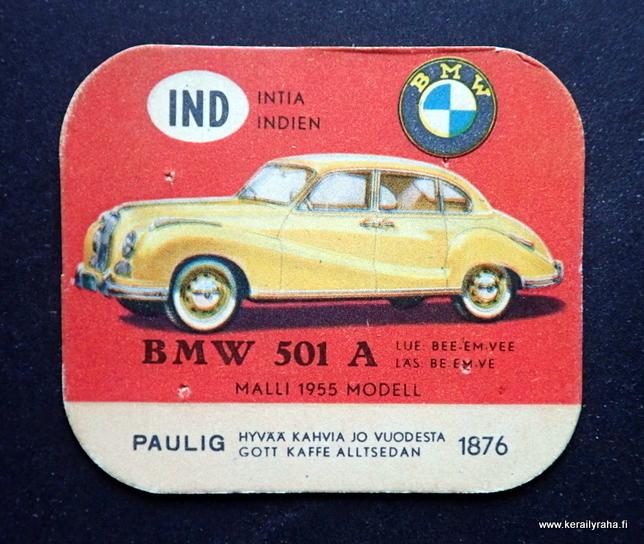 IND
INTIA
INDIEN
BMW
BMW 501 A
LUE: BEE-EM-VEE
LÄS: BE-EM-VE
MALLI 1955 MODELL
PAULIG
HYVÄÄ KAHVIA JO VUODESTA
GOTT KAFFE ALLTSEDAN
1876
www.kerailyraha.fi